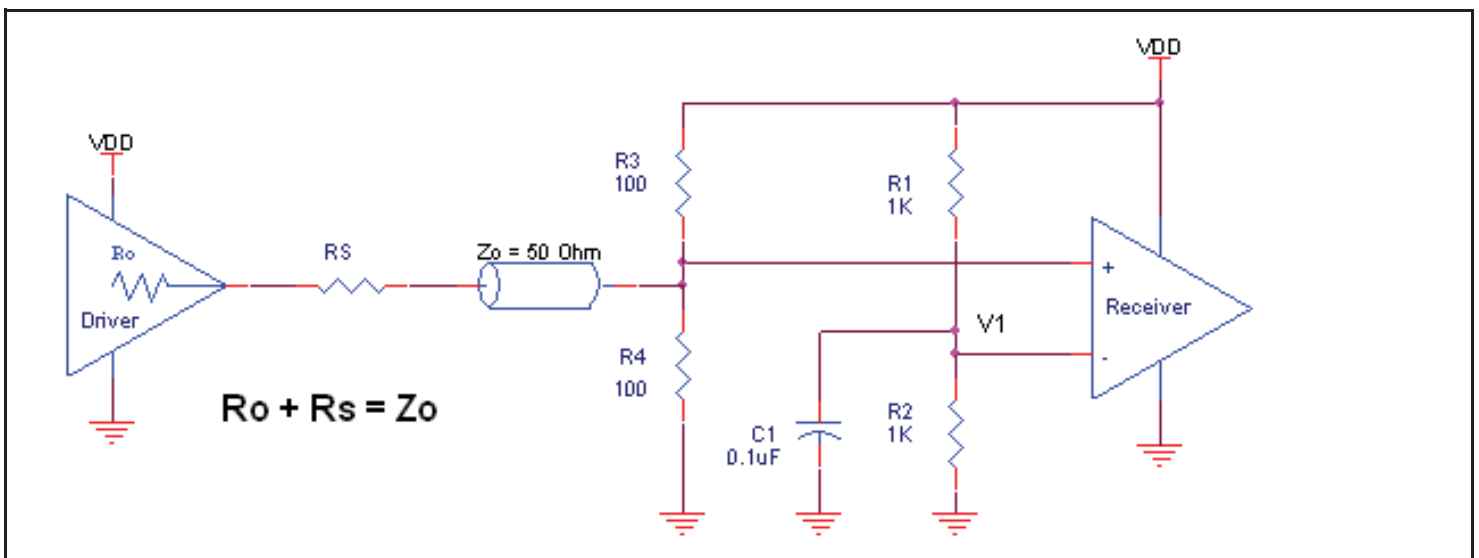 VDD
VDD
R3
100
R1
1K
Ro
RS
Zo = 50 Ohm
+
Driver
V1
Receiver
-
R4
100
Ro + Rs = Zo
C1
0.1uF
R2
1K